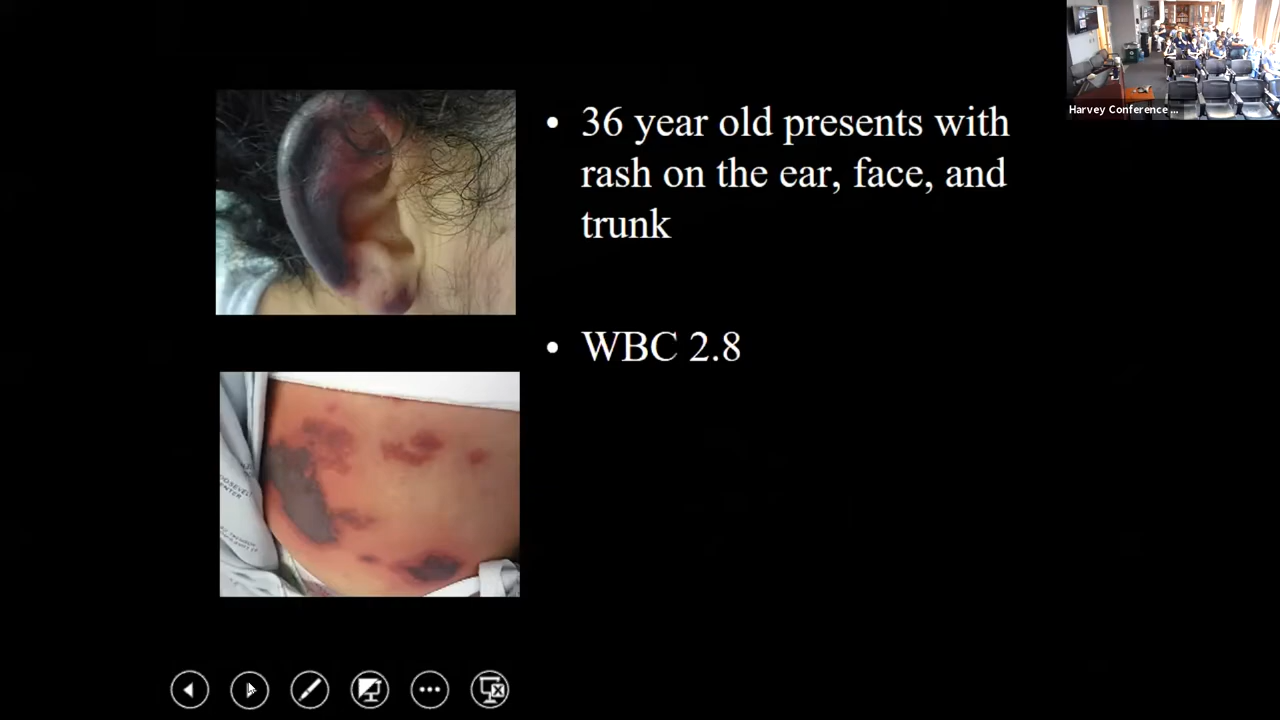 • 36 year old presents with
rash on the ear, face, and
trunk
• WBC 2.8
Harvey Conference ...